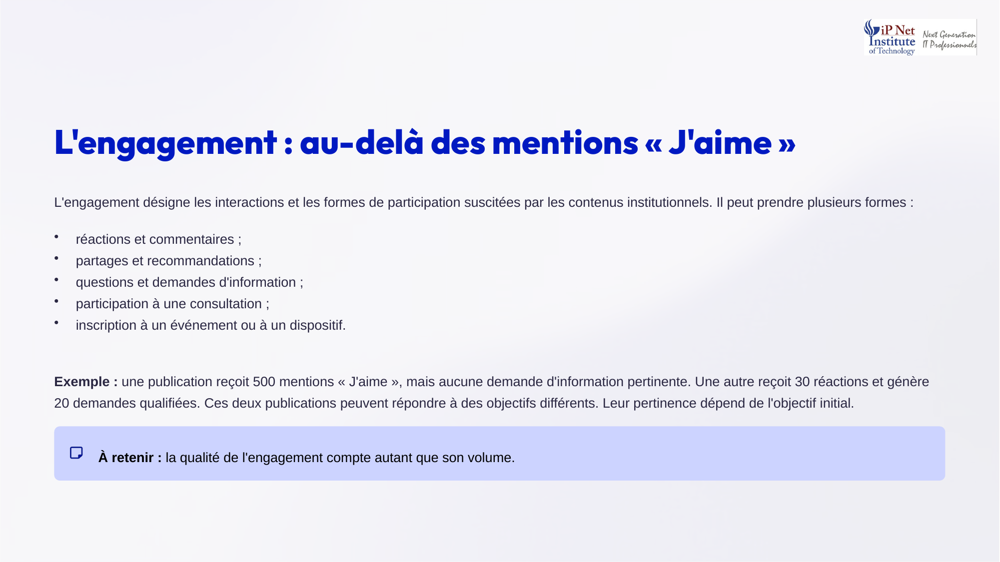 iP Net
Institute
of Technology
Next Generation
IT Professionnels
L'engagement : au-delà des mentions « J'aime »
L'engagement désigne les interactions et les formes de participation suscitées par les contenus institutionnels. Il peut prendre plusieurs formes :
• réactions et commentaires ;
• partages et recommandations ;
• questions et demandes d'information ;
• participation à une consultation ;
• inscription à un événement ou à un dispositif.
Exemple : une publication reçoit 500 mentions « J'aime », mais aucune demande d'information pertinente. Une autre reçoit 30 réactions et génère
20 demandes qualifiées. Ces deux publications peuvent répondre à des objectifs différents. Leur pertinence dépend de l'objectif initial.
À retenir : la qualité de l'engagement compte autant que son volume.